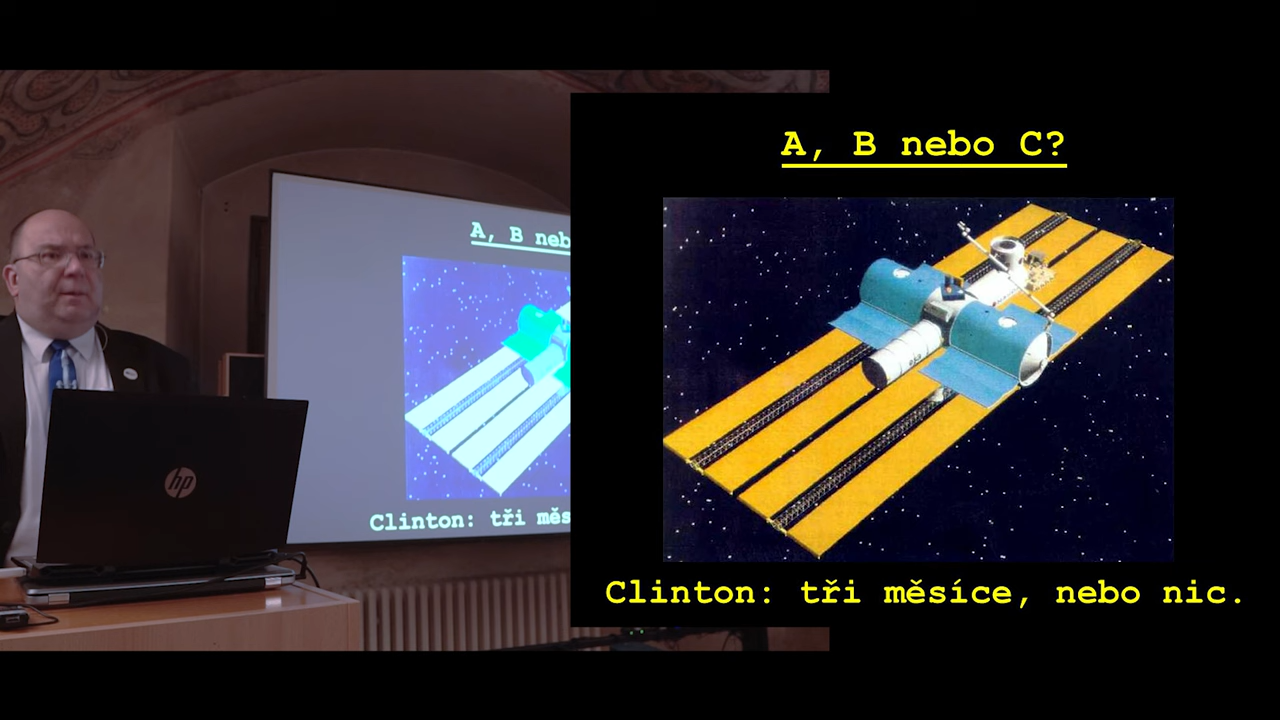 A, B nebo C?
Clinton: tři měsíce, nebo nic.
A, B neb
Clinton: tři měs
hp